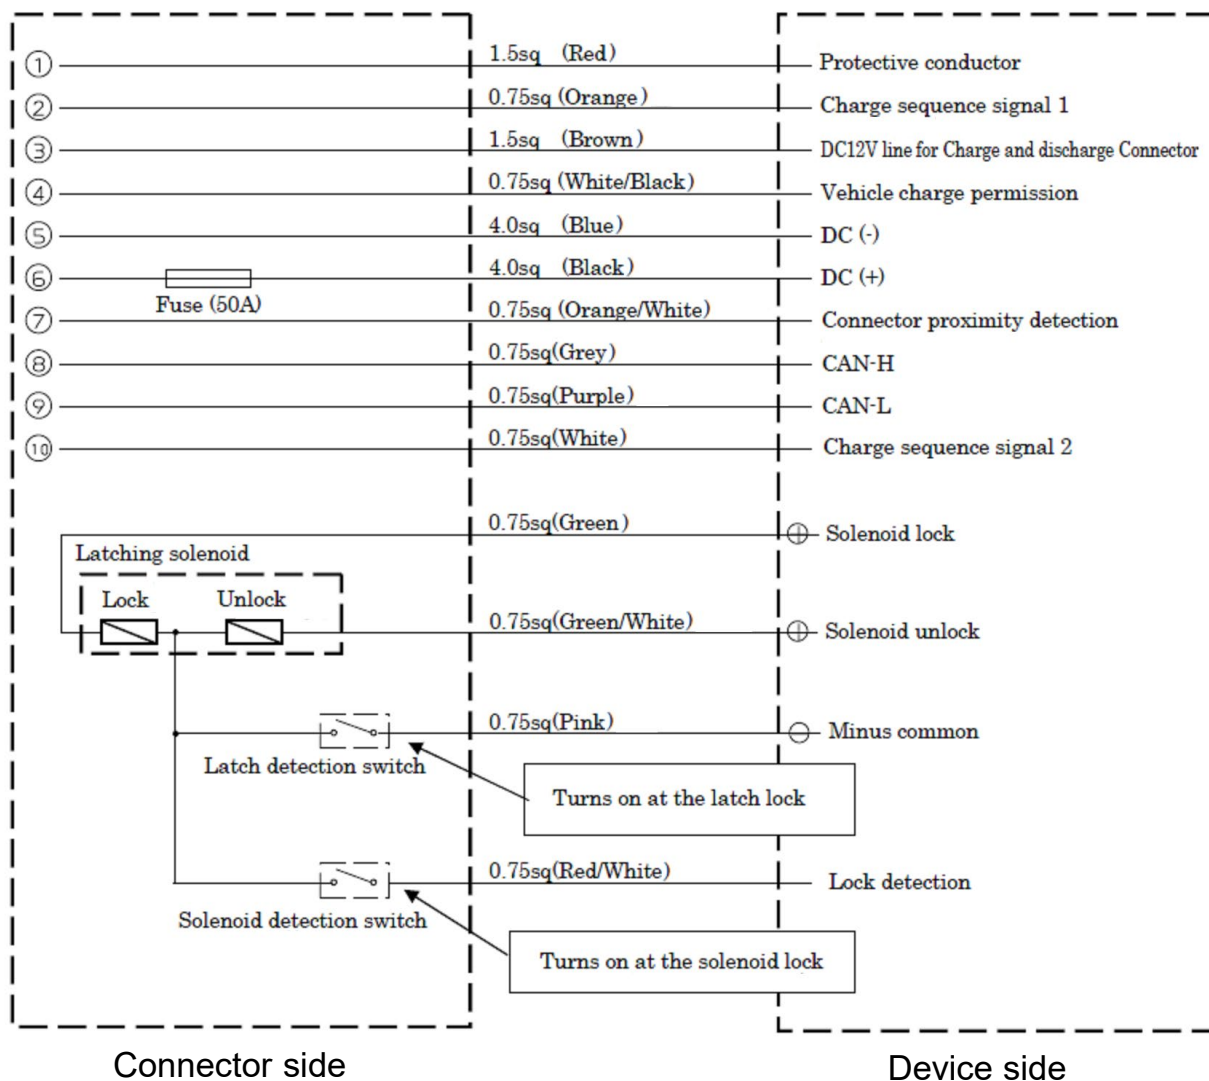 ① 1.5sq (Red) Protective conductor
② 0.75sq (Orange) Charge sequence signal 1
③ 1.5sq (Brown) DC12V line for Charge and discharge Connector
④ 0.75sq (White/Black) Vehicle charge permission
⑤ 4.0sq (Blue) DC (-)
⑥ 4.0sq (Black) DC (+)
Fuse (50A)
⑦ 0.75sq (Orange/White) Connector proximity detection
⑧ 0.75sq(Grey) CAN-H
⑨ 0.75sq(Purple) CAN-L
⑩ 0.75sq(White) Charge sequence signal 2
0.75sq(Green) Solenoid lock
Latching solenoid
Lock Unlock
0.75sq(Green/White) Solenoid unlock
0.75sq(Pink) Minus common
Latch detection switch
Turns on at the latch lock
0.75sq(Red/White) Lock detection
Solenoid detection switch
Turns on at the solenoid lock
Connector side Device side